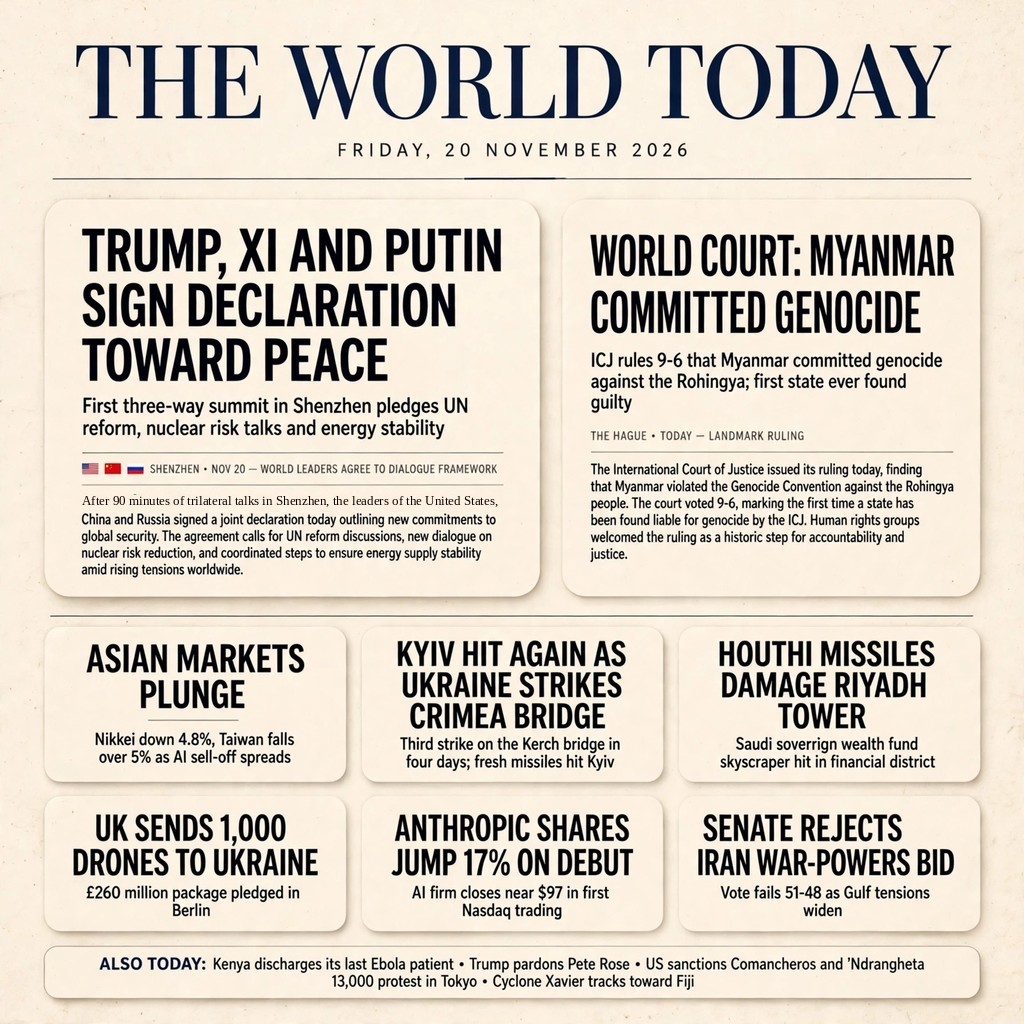 THE WORLD TODAY
FRIDAY, 20 NOVEMBER 2026
TRUMP, XI AND PUTIN
SIGN DECLARATION
TOWARD PEACE
First three-way summit in Shenzhen pledges UN
reform, nuclear risk talks and energy stability
SHENZHEN • NOV 20 — WORLD LEADERS AGREE TO DIALOGUE FRAMEWORK
After 90 minutes of trilateral talks in Shenzhen, the leaders of the United States,
China and Russia signed a joint declaration today outlining new commitments to
global security. The agreement calls for UN reform discussions, new dialogue on
nuclear risk reduction, and coordinated steps to ensure energy supply stability
amid rising tensions worldwide.
WORLD COURT: MYANMAR
COMMITTED GENOCIDE
ICJ rules 9-6 that Myanmar committed genocide
against the Rohingya; first state ever found
guilty
THE HAGUE • TODAY — LANDMARK RULING
The International Court of Justice issued its ruling today, finding
that Myanmar violated the Genocide Convention against the Rohingya
people. The court voted 9-6, marking the first time a state has
been found liable for genocide by the ICJ. Human rights groups
welcomed the ruling as a historic step for accountability and
justice.
ASIAN MARKETS
PLUNGE
Nikkei down 4.8%, Taiwan falls
over 5% as AI sell-off spreads
KYIV HIT AGAIN AS
UKRAINE STRIKES
CRIMEA BRIDGE
Third strike on the Kerch bridge in
four days; fresh missiles hit Kyiv
HOUTHI MISSILES
DAMAGE RIYADH
TOWER
Saudi soverrign wealth fund
skyscraper hit in financial district
UK SENDS 1,000
DRONES TO UKRAINE
£260 million package pledged in
Berlin
ANTHROPIC SHARES
JUMP 17% ON DEBUT
AI firm closes near $97 in first
Nasdaq trading
SENATE REJECTS
IRAN WAR-POWERS BID
Vote fails 51-48 as Gulf tensions
widen
ALSO TODAY: Kenya discharges its last Ebola patient • Trump pardons Pete Rose • US sanctions Comancheros and 'Ndrangheta
13,000 protest in Tokyo • Cyclone Xavier tracks toward Fiji